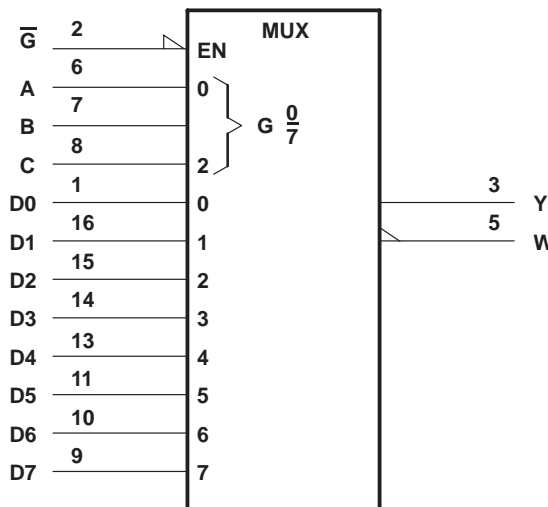 MUX
G̅ 2 EN
A 6 0
B 7 G 0/7
C 8 2
D0 1 0 3 Y
D1 16 1 5 W
D2 15 2
D3 14 3
D4 13 4
D5 11 5
D6 10 6
D7 9 7